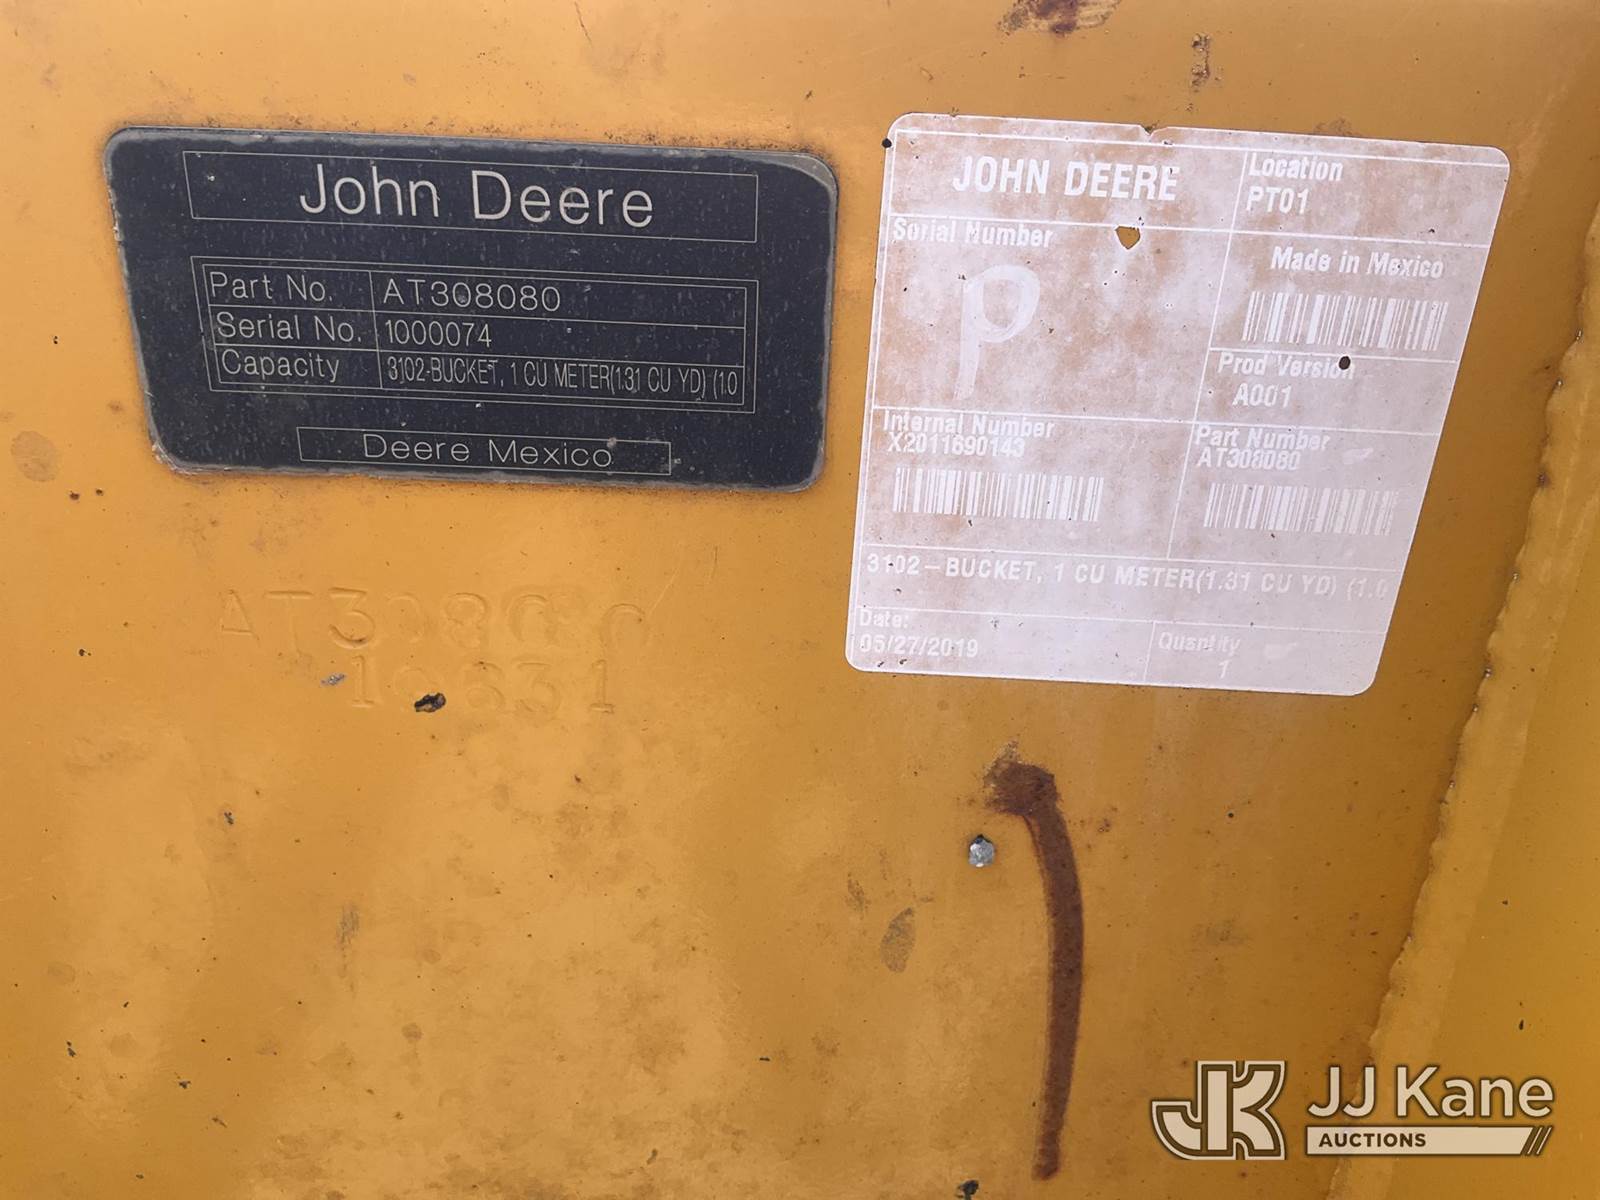 John Deere
Part No. AT308080
Serial No. 1000074
Capacity 3102-BUCKET, 1 CU METER(1.31 CU YD) (1.0
Deere Mexico
JOHN DEERE
Location
PT01
Serial Number
P
Made in Mexico
Prod Version
A001
Internal Number
X2011690143
Part Number
AT308080
3102-BUCKET, 1 CU METER(1.31 CU YD) (1.0
Date:
05/27/2019
Quantity
1
AT308080
JK JJ Kane
AUCTIONS